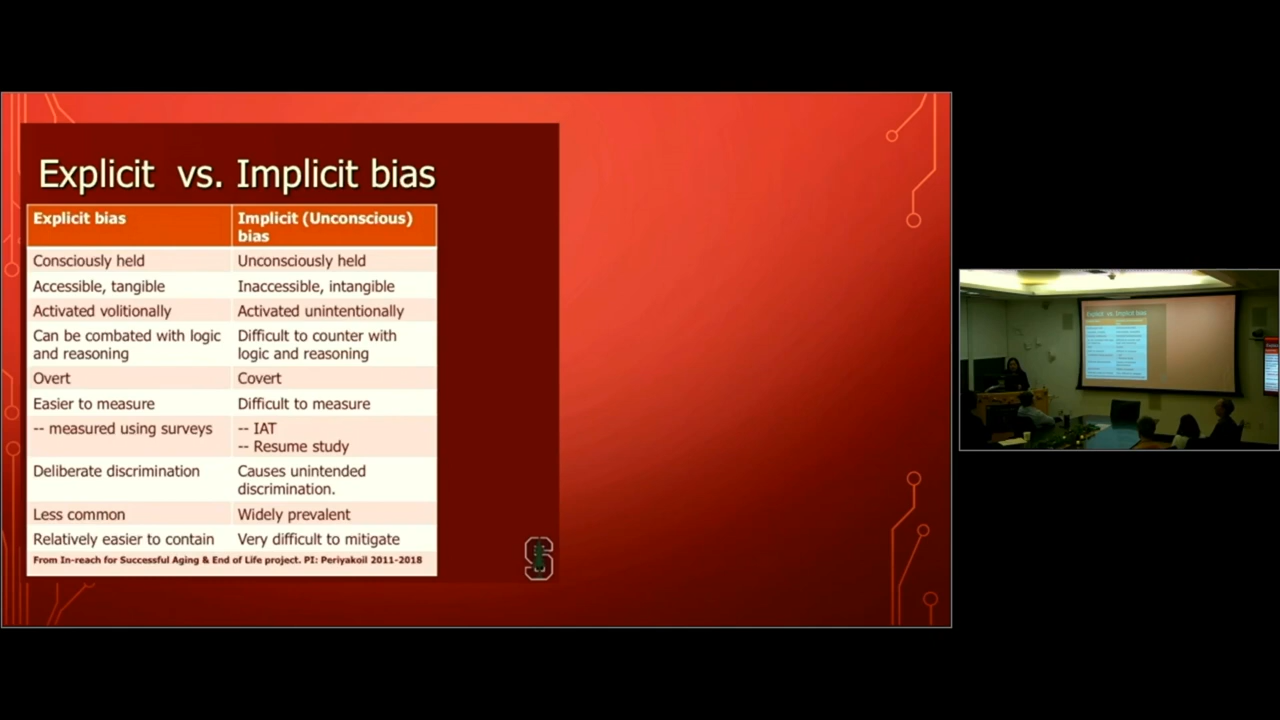 Explicit vs. Implicit bias
Explicit bias
Implicit (Unconscious)
bias
Consciously held
Unconsciously held
Accessible, tangible
Inaccessible, intangible
Activated volitionally
Activated unintentionally
Can be combated with logic
and reasoning
Difficult to counter with
logic and reasoning
Overt
Covert
Easier to measure
Difficult to measure
-- measured using surveys
-- IAT
-- Resume study
Deliberate discrimination
Causes unintended
discrimination.
Less common
Widely prevalent
Relatively easier to contain
Very difficult to mitigate
From In-reach for Successful Aging & End of Life project. PI: Periyakoil 2011-2018
S
Explicit vs. Implicit bias